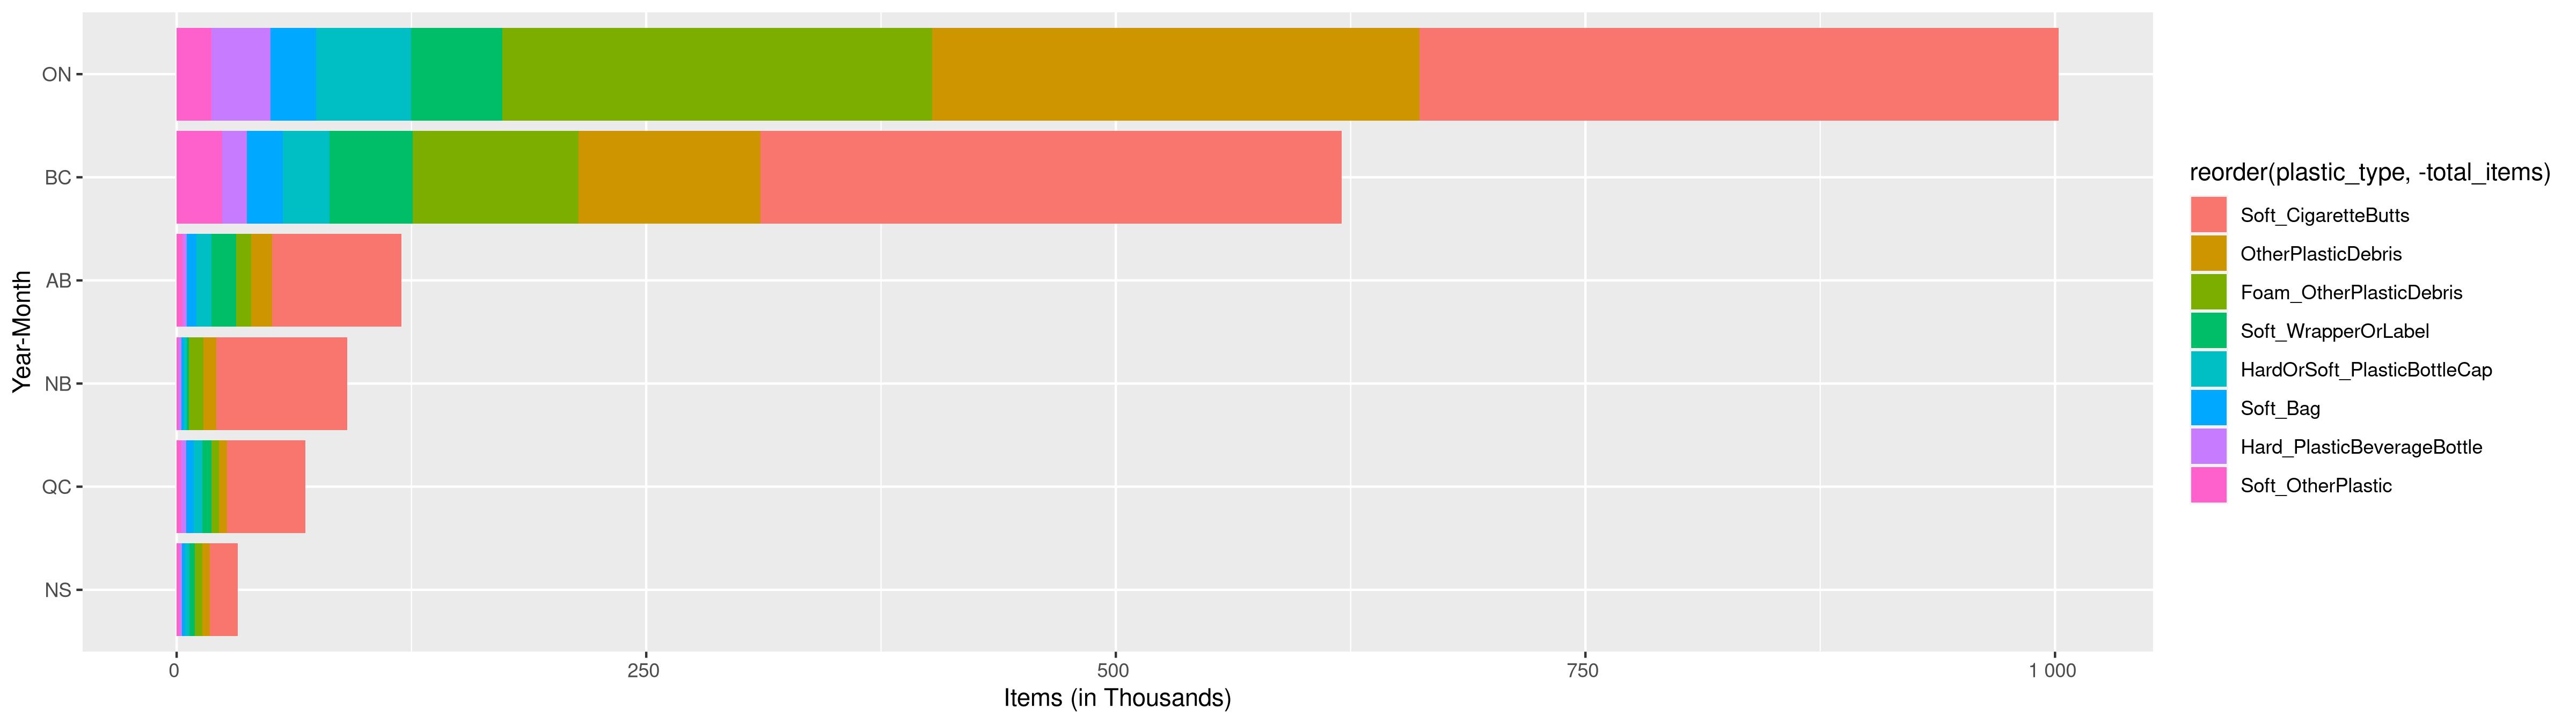 ON
BC
AB
NB
QC
NS
Year-Month
0
250
500
750
1 000
Items (in Thousands)
reorder(plastic_type, -total_items)
Soft_CigaretteButts
OtherPlasticDebris
Foam_OtherPlasticDebris
Soft_WrapperOrLabel
HardOrSoft_PlasticBottleCap
Soft_Bag
Hard_PlasticBeverageBottle
Soft_OtherPlastic